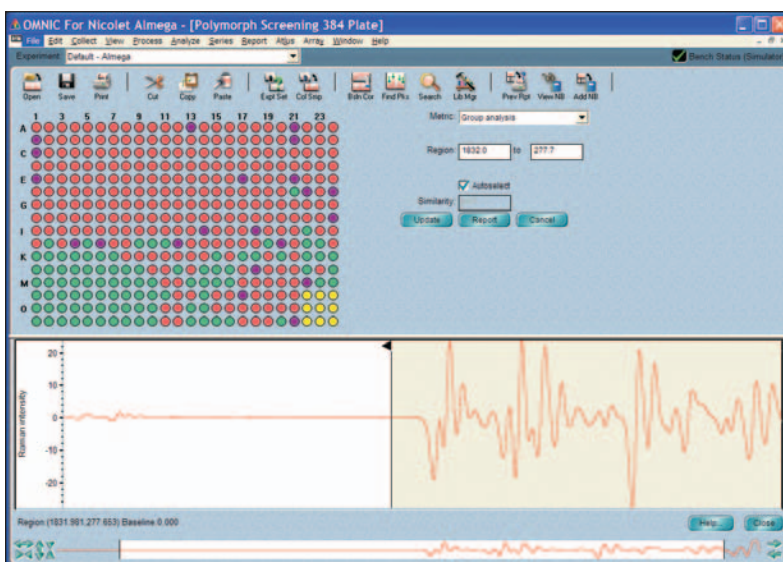 OMNIC For Nicolet Almega - [Polymorph Screening 384 Plate]
File Edit Collect View Process Analyze Series Report Atlus Array Window Help
Experiment: Default - Almega
Bench Status (Simulator
Open Save Print Cut Copy Paste Expl Set Col Smp Bdn Cor Find Pks Search Lib Mgr Prev Rpt View NB Add NB
1 3 5 7 9 11 13 15 17 19 21 23
A
C
E
G
I
K
M
O
Metric: Group analysis
Region: 1832.0 to 277.7
Autoselect
Similarity:
Update Report Cancel
Raman intensity
20
10
0
-10
-20
Region (1831.981,277.653) Baseline 0.000
Help... Close